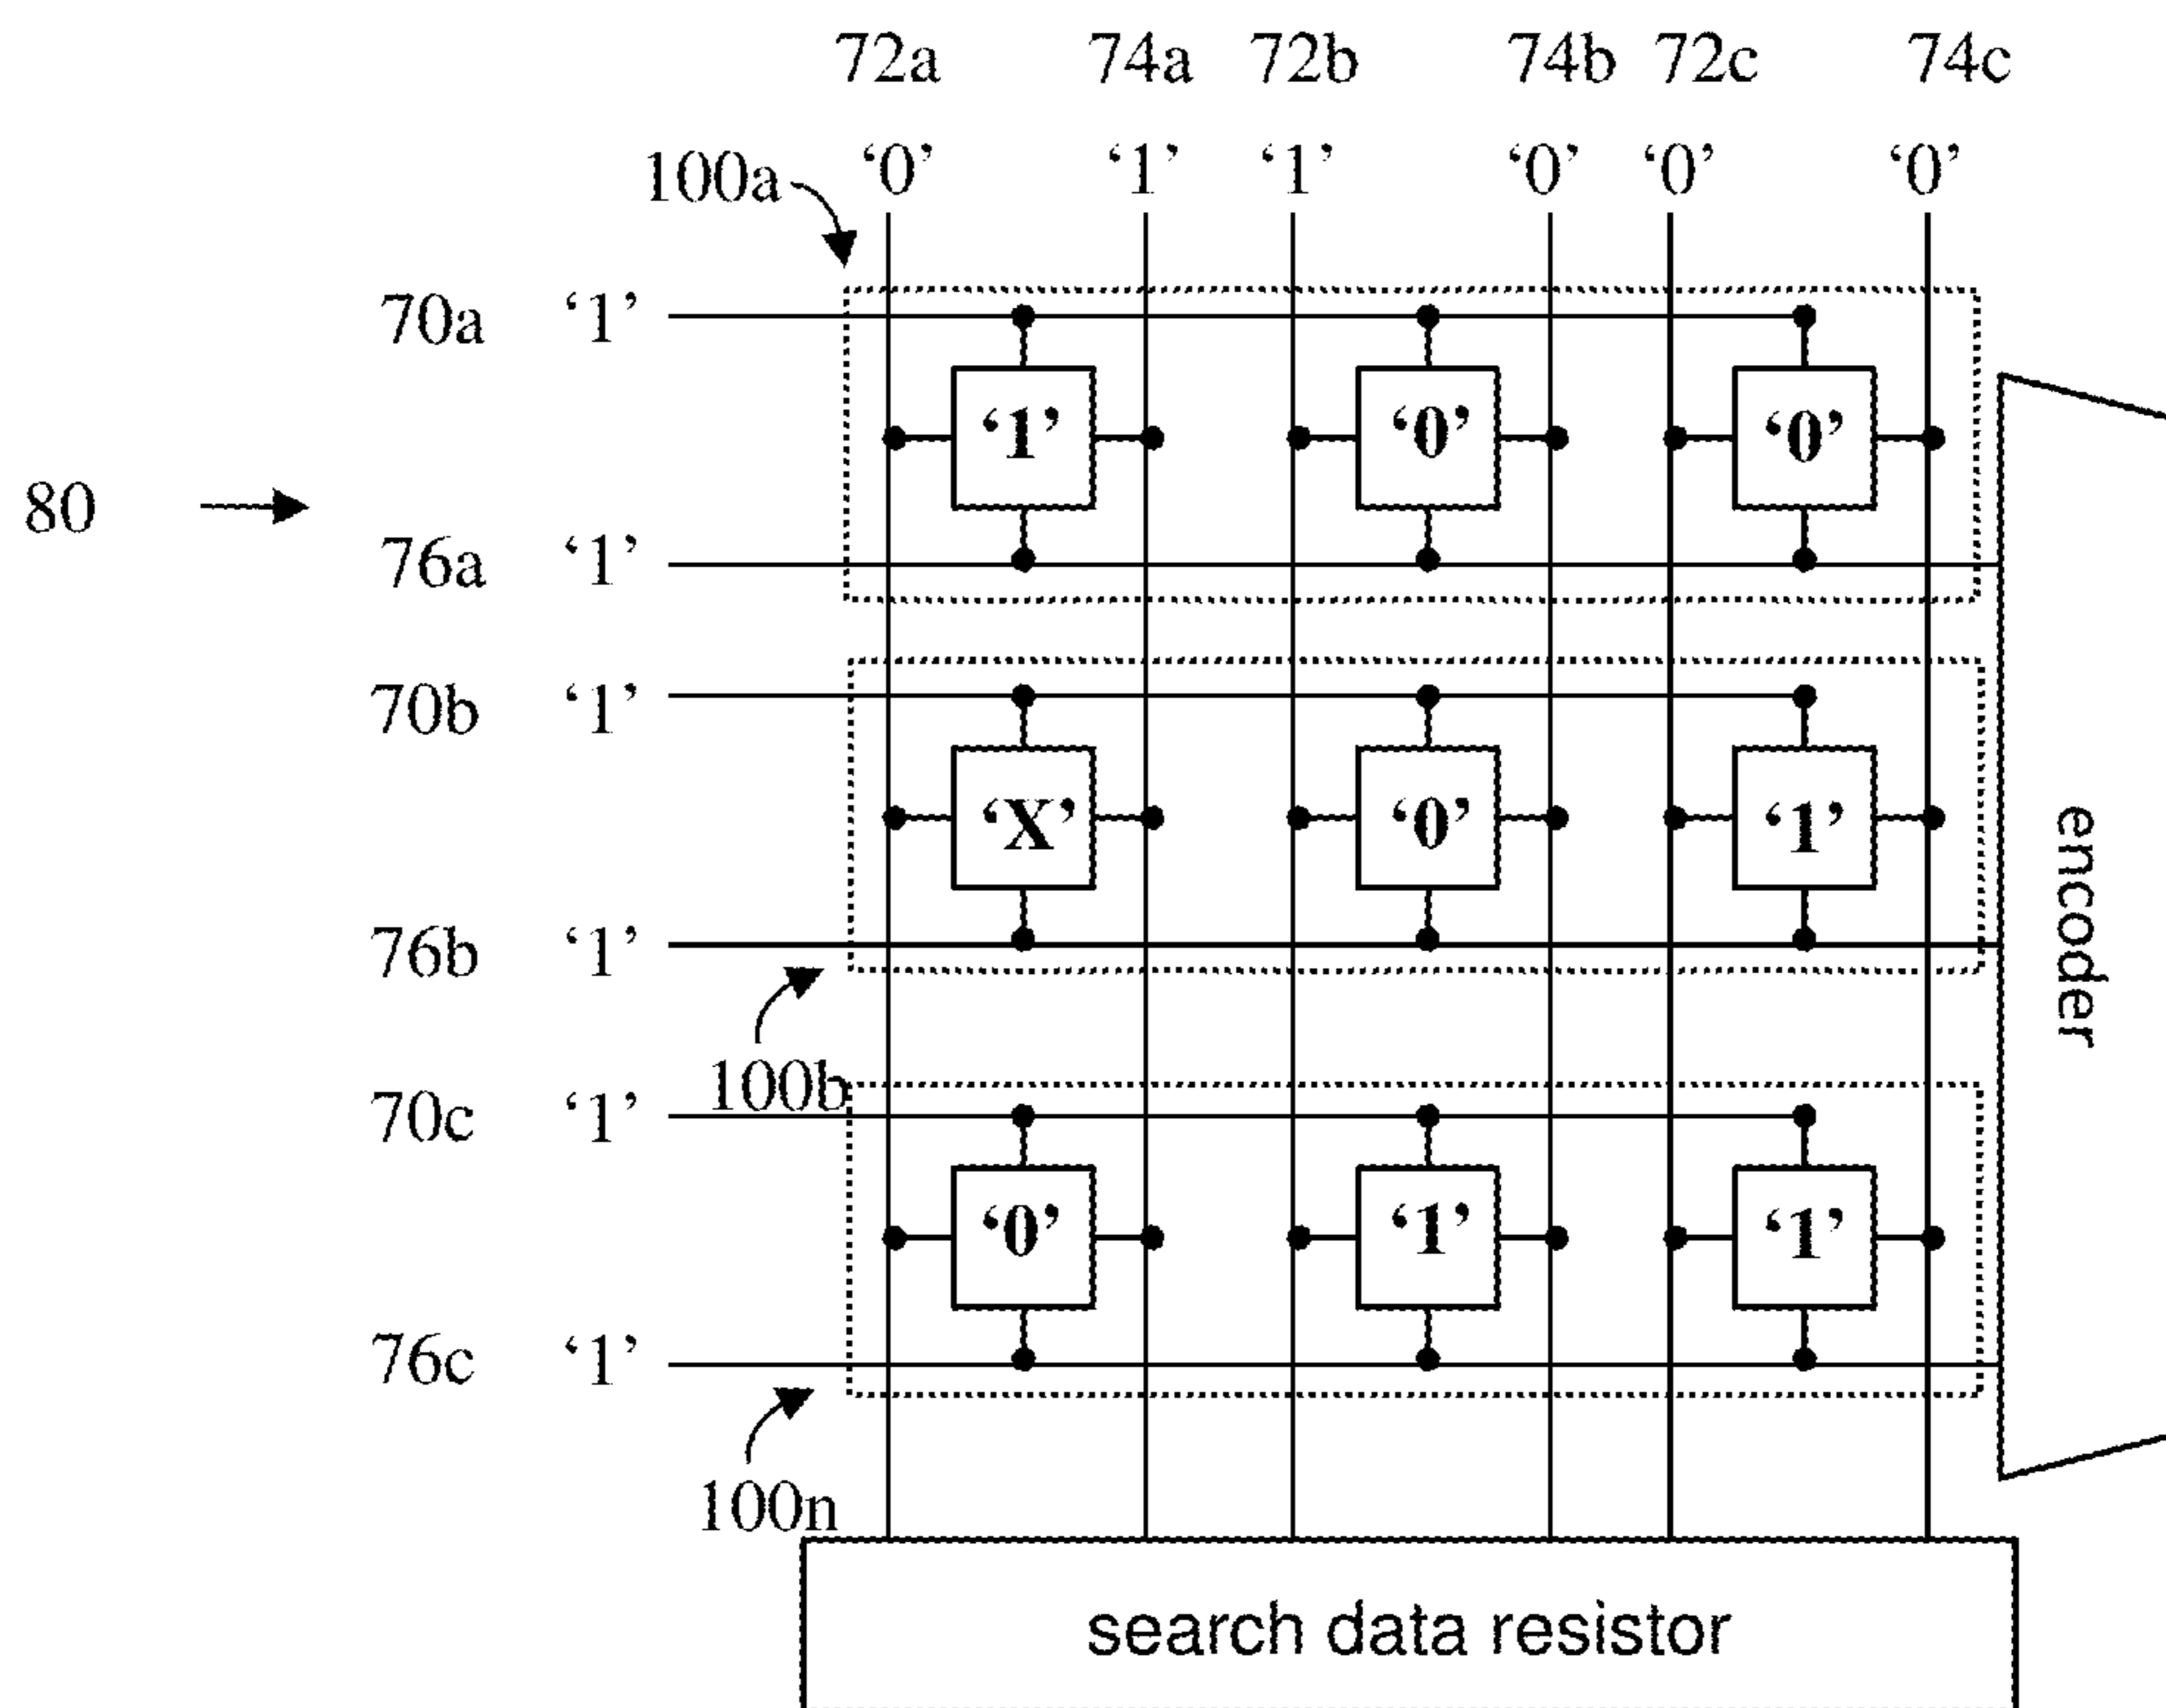 72a 74a 72b 74b 72c 74c
100a ‘0’ ‘1’ ‘1’ ‘0’ ‘0’ ‘0’
70a ‘1’
‘1’ ‘0’ ‘0’
80
76a ‘1’
70b ‘1’
‘X’ ‘0’ ‘1’
encoder
76b ‘1’
100b
70c ‘1’
‘0’ ‘1’ ‘1’
76c ‘1’
100n
search data resistor